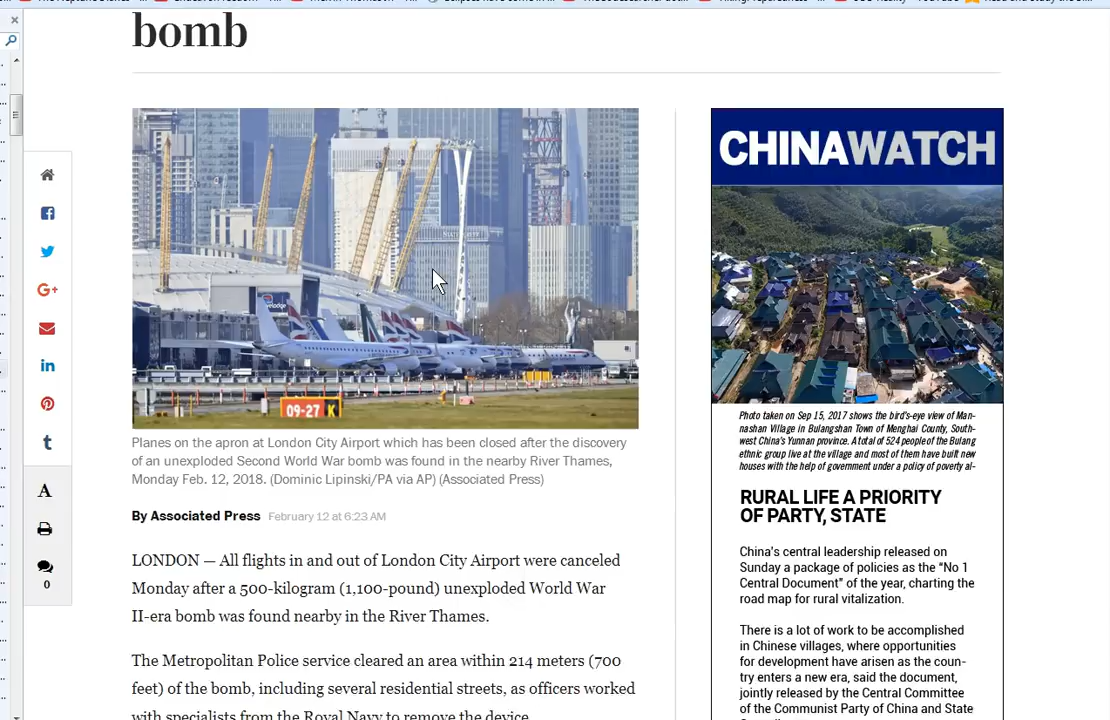 bomb
CHINAWATCH
09-27 K
Planes on the apron at London City Airport which has been closed after the discovery
of an unexploded Second World War bomb was found in the nearby River Thames,
Monday Feb. 12, 2018. (Dominic Lipinski/PA via AP) (Associated Press)
By Associated Press February 12 at 6:23 AM
LONDON — All flights in and out of London City Airport were canceled
Monday after a 500-kilogram (1,100-pound) unexploded World War
II-era bomb was found nearby in the River Thames.
The Metropolitan Police service cleared an area within 214 meters (700
feet) of the bomb, including several residential streets, as officers worked
with specialists from the Royal Navy to remove the device.
G+
in
t
A
0
Photo taken on Sep 15, 2017 shows the bird's-eye view of Man-
nashan Village in Bulangshan Town of Menghai County, South-
west China's Yunnan province. A total of 524 people of the Bulang
ethnic group live at the village and most of them have built new
houses with the help of government under a policy of poverty al-
RURAL LIFE A PRIORITY
OF PARTY, STATE
China's central leadership released on
Sunday a package of policies as the “No 1
Central Document” of the year, charting the
road map for rural vitalization.
There is a lot of work to be accomplished
in Chinese villages, where opportunities
for development have arisen as the coun-
try enters a new era, said the document,
jointly released by the Central Committee
of the Communist Party of China and State